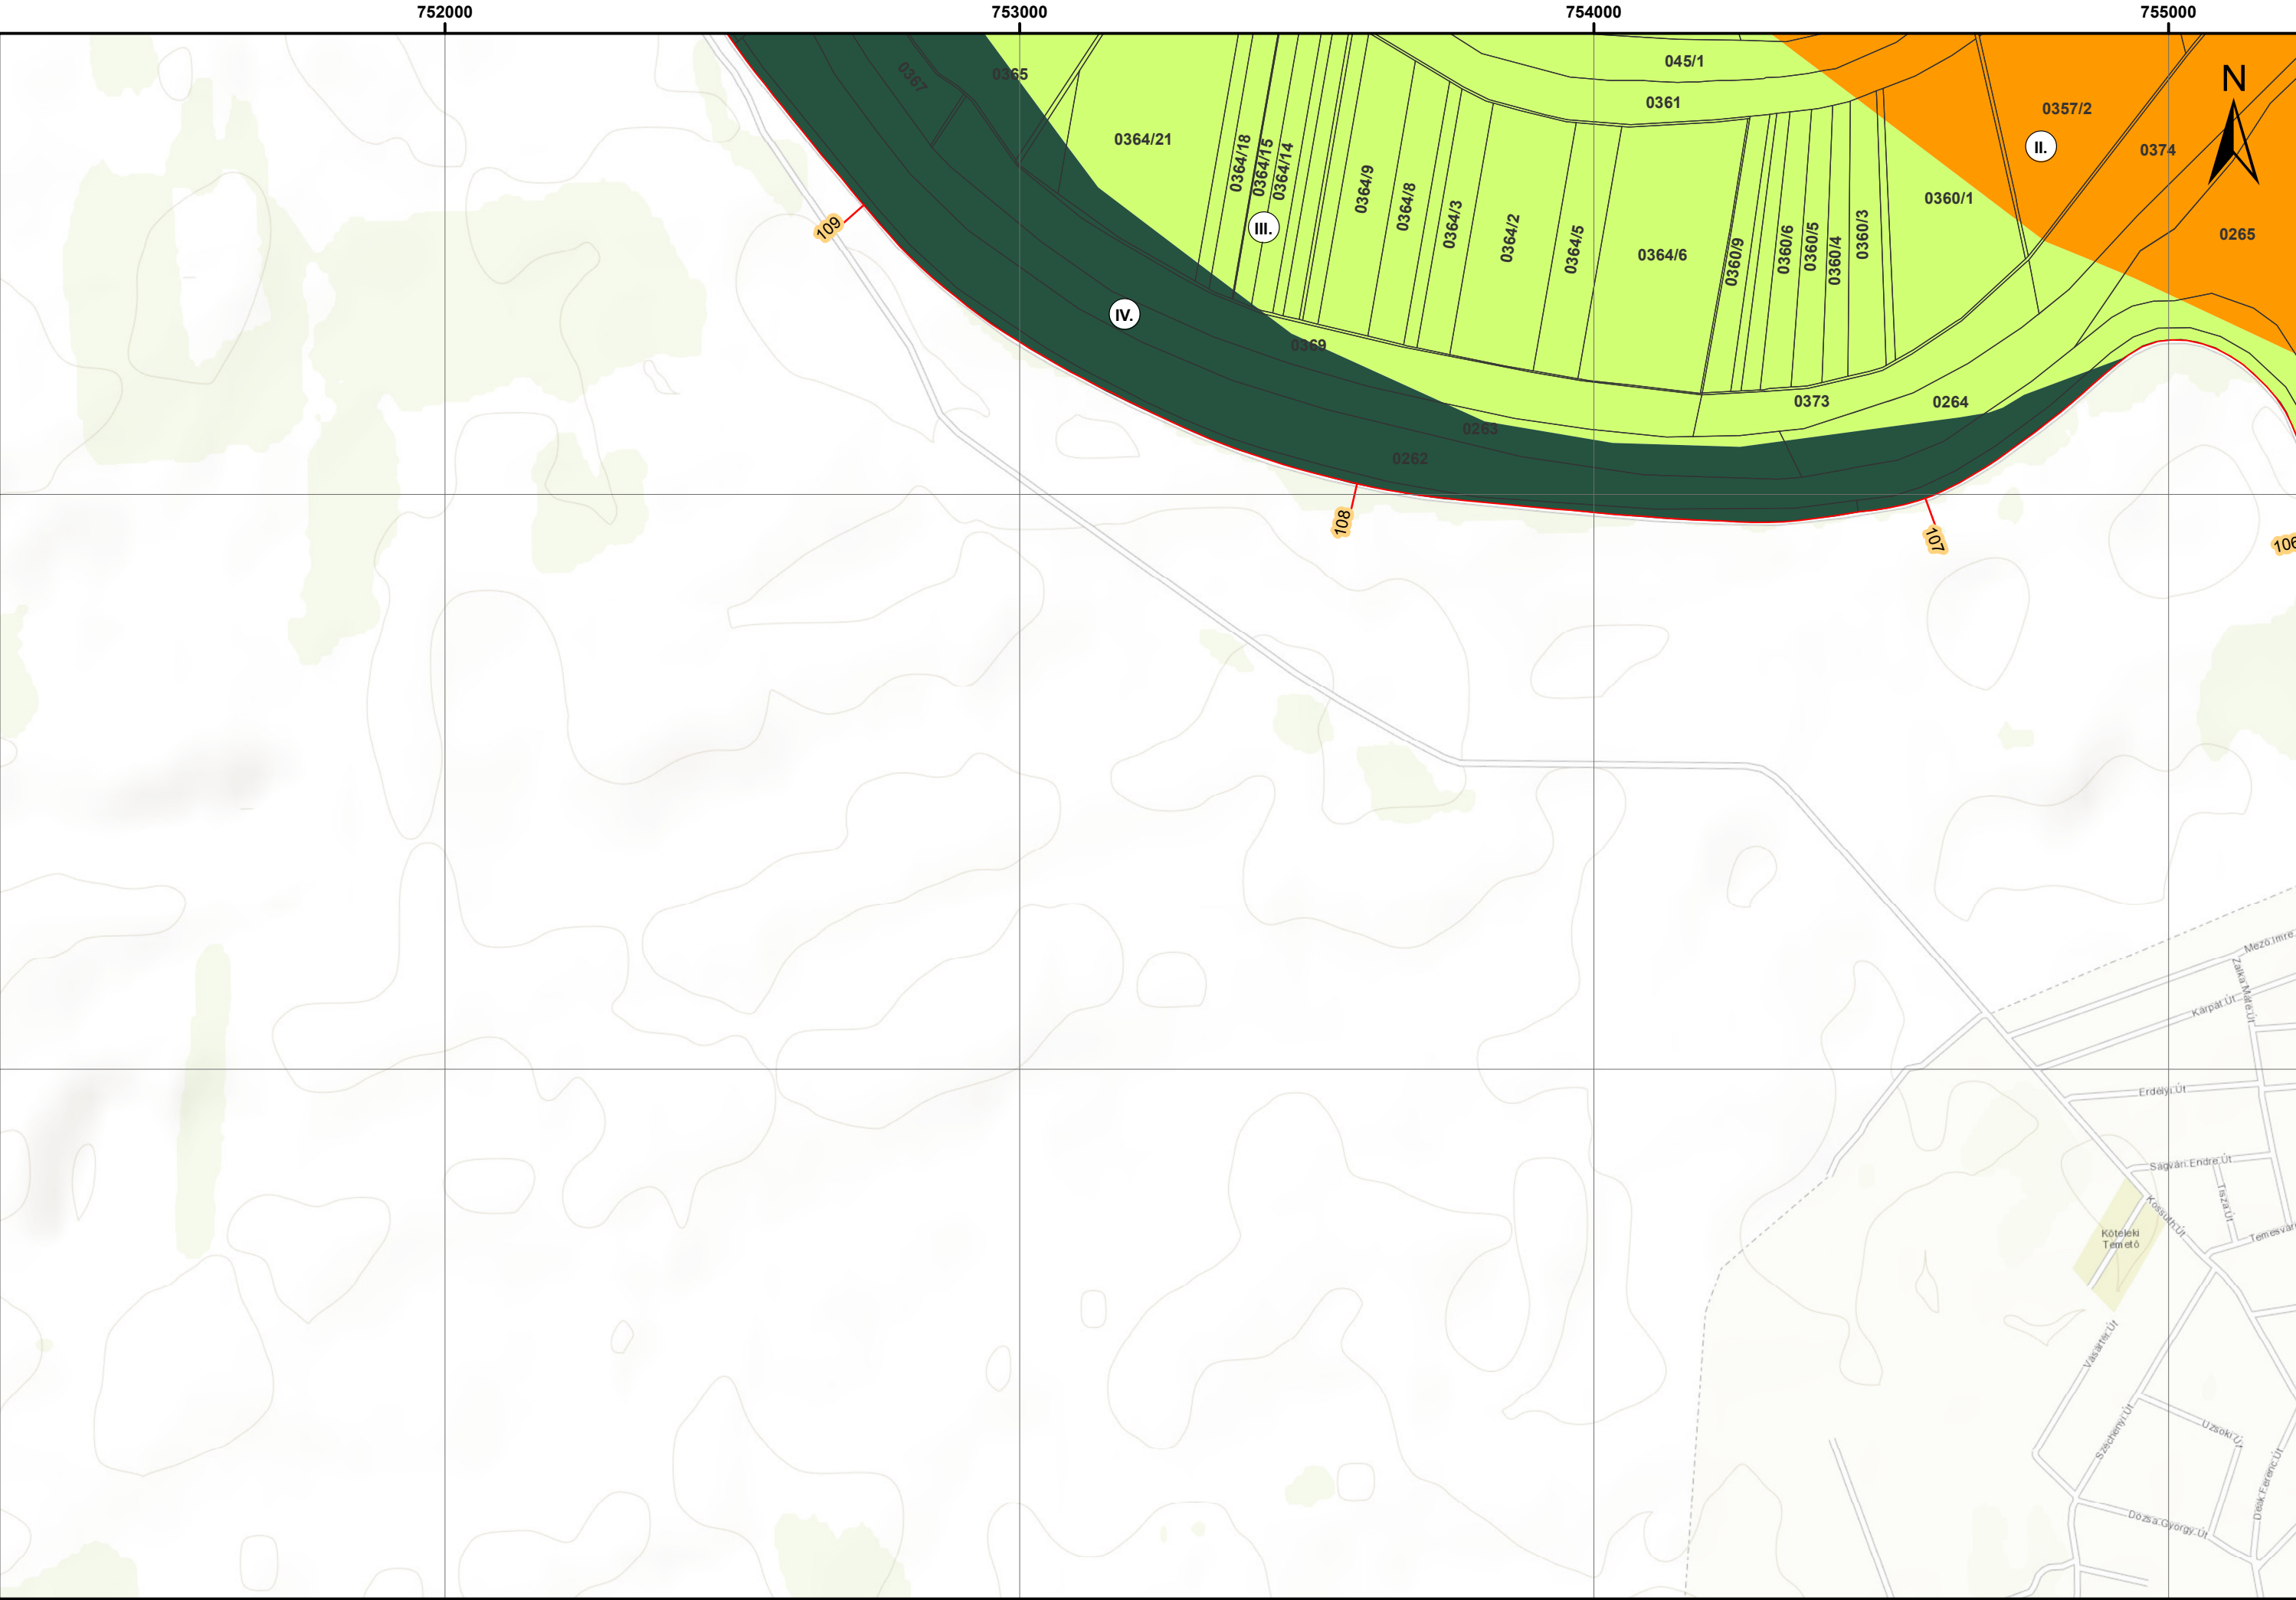 752000
753000
754000
755000
0367
0365
0364/21
0364/18
0364/15
0364/14
0364/9
0364/8
0364/3
0364/2
0364/5
0364/6
045/1
0361
0360/9
0360/6
0360/5
0360/4
0360/3
0360/1
0357/2
II.
0374
N
0265
III.
IV.
109
0369
0263
0262
0373
0264
108
107
106
Mező Imre
Zalka Máté Út
Kárpát Út
Erdélyi Út
Ságvári Endre Út
Tisza Út
Kossuth Út
Temesvár
Kőteleki
Temető
Vásártér Út
Széchenyi Út
Uzsoki Út
Deák Ferenc Út
Dózsa György Út